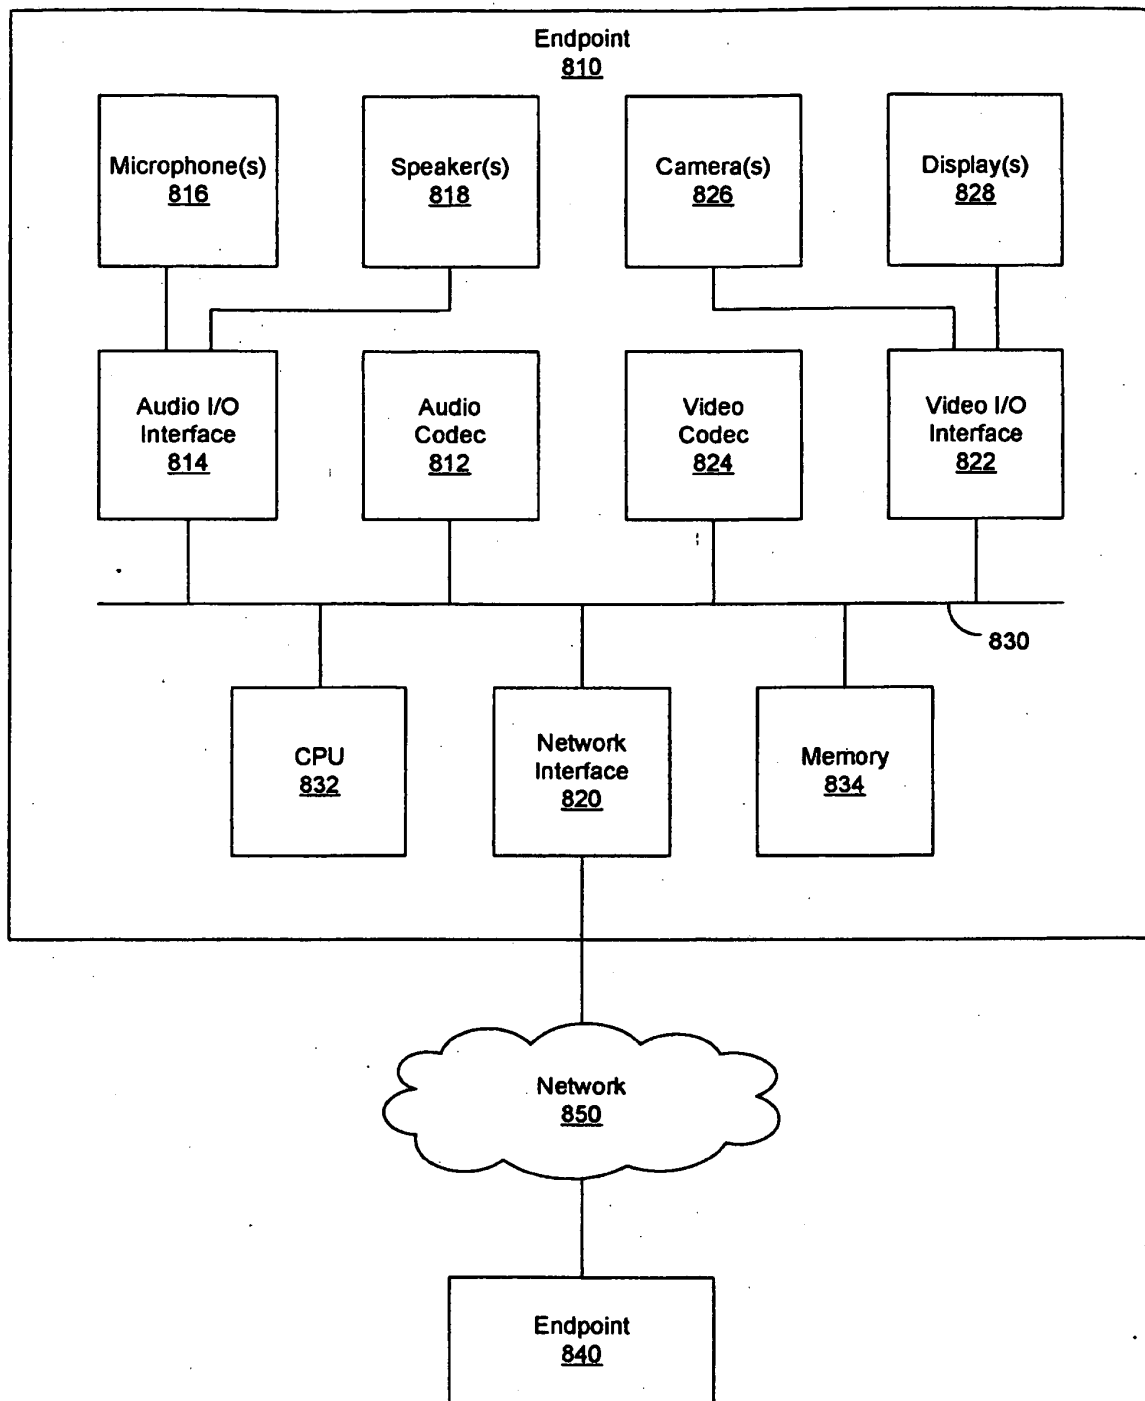 Endpoint
810
Microphone(s)
816
Speaker(s)
818
Camera(s)
826
Display(s)
828
Audio I/O
Interface
814
Audio
Codec
812
Video
Codec
824
Video I/O
Interface
822
830
CPU
832
Network
Interface
820
Memory
834
Network
850
Endpoint
840